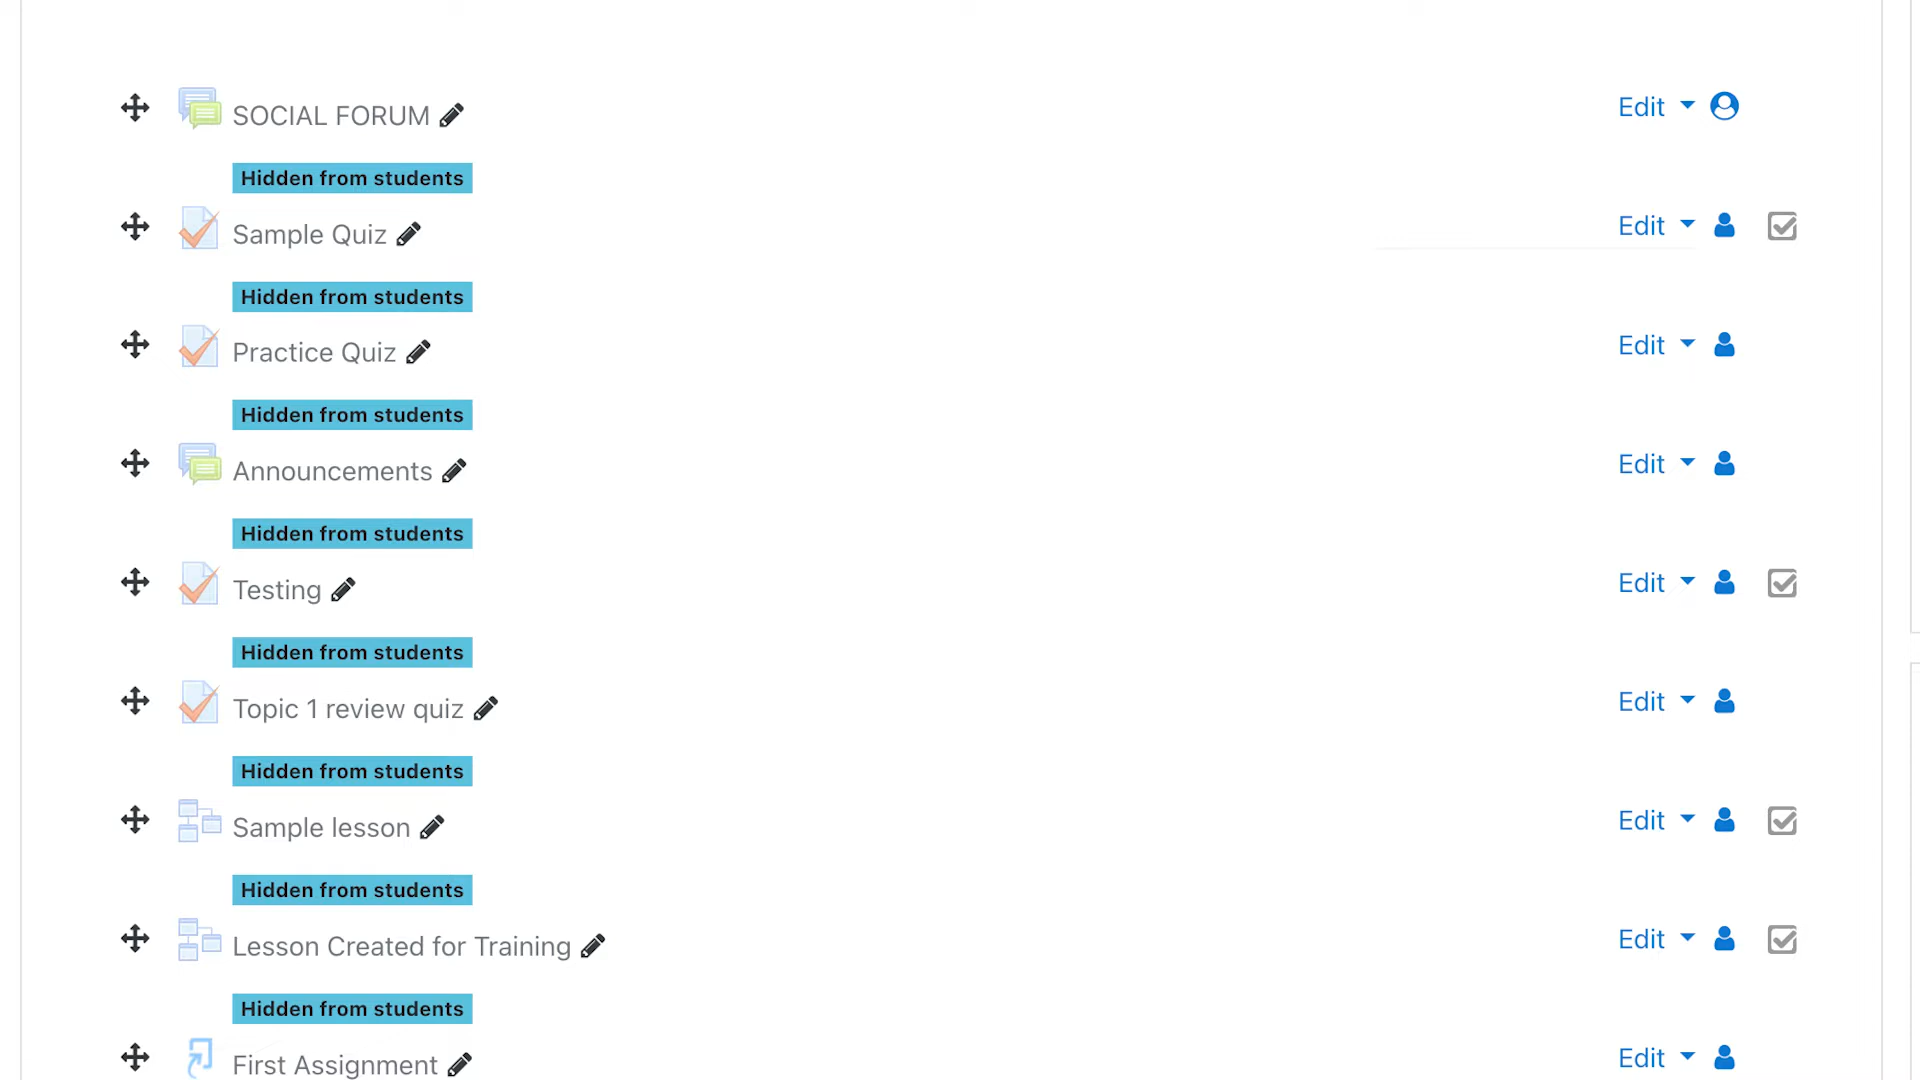 SOCIAL FORUM Edit
Hidden from students
Sample Quiz Edit
Hidden from students
Practice Quiz Edit
Hidden from students
Announcements Edit
Hidden from students
Testing Edit
Hidden from students
Topic 1 review quiz Edit
Hidden from students
Sample lesson Edit
Hidden from students
Lesson Created for Training Edit
Hidden from students
First Assignment Edit